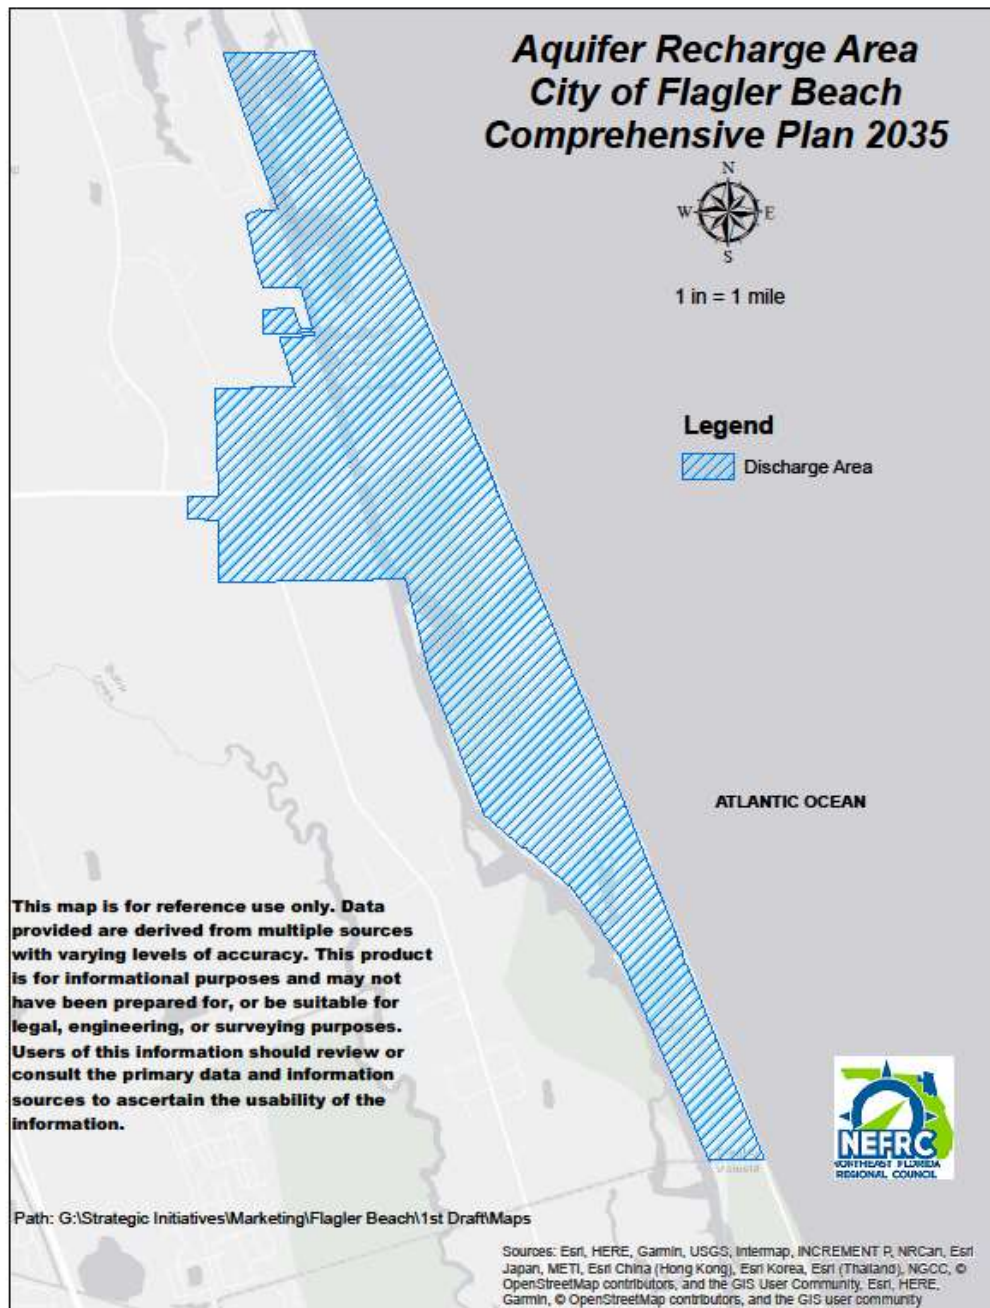 Aquifer Recharge Area
City of Flagler Beach
Comprehensive Plan 2035
N
W
E
S
1 in = 1 mile
Legend
Discharge Area
ATLANTIC OCEAN
This map is for reference use only. Data
provided are derived from multiple sources
with varying levels of accuracy. This product
is for informational purposes and may not
have been prepared for, or be suitable for
legal, engineering, or surveying purposes.
Users of this information should review or
consult the primary data and information
sources to ascertain the usability of the
information.
NEFRC
NORTHEAST FLORIDA
REGIONAL COUNCIL
Path: G:\Strategic Initiatives\Marketing\Flagler Beach\1st Draft\Maps
Sources: Esri, HERE, Garmin, USGS, Intermap, INCREMENT P, NRCan, Esri
Japan, METI, Esri China (Hong Kong), Esri Korea, Esri (Thailand), NGCC, ©
OpenStreetMap contributors, and the GIS User Community, Esri, HERE,
Garmin, © OpenStreetMap contributors, and the GIS user community